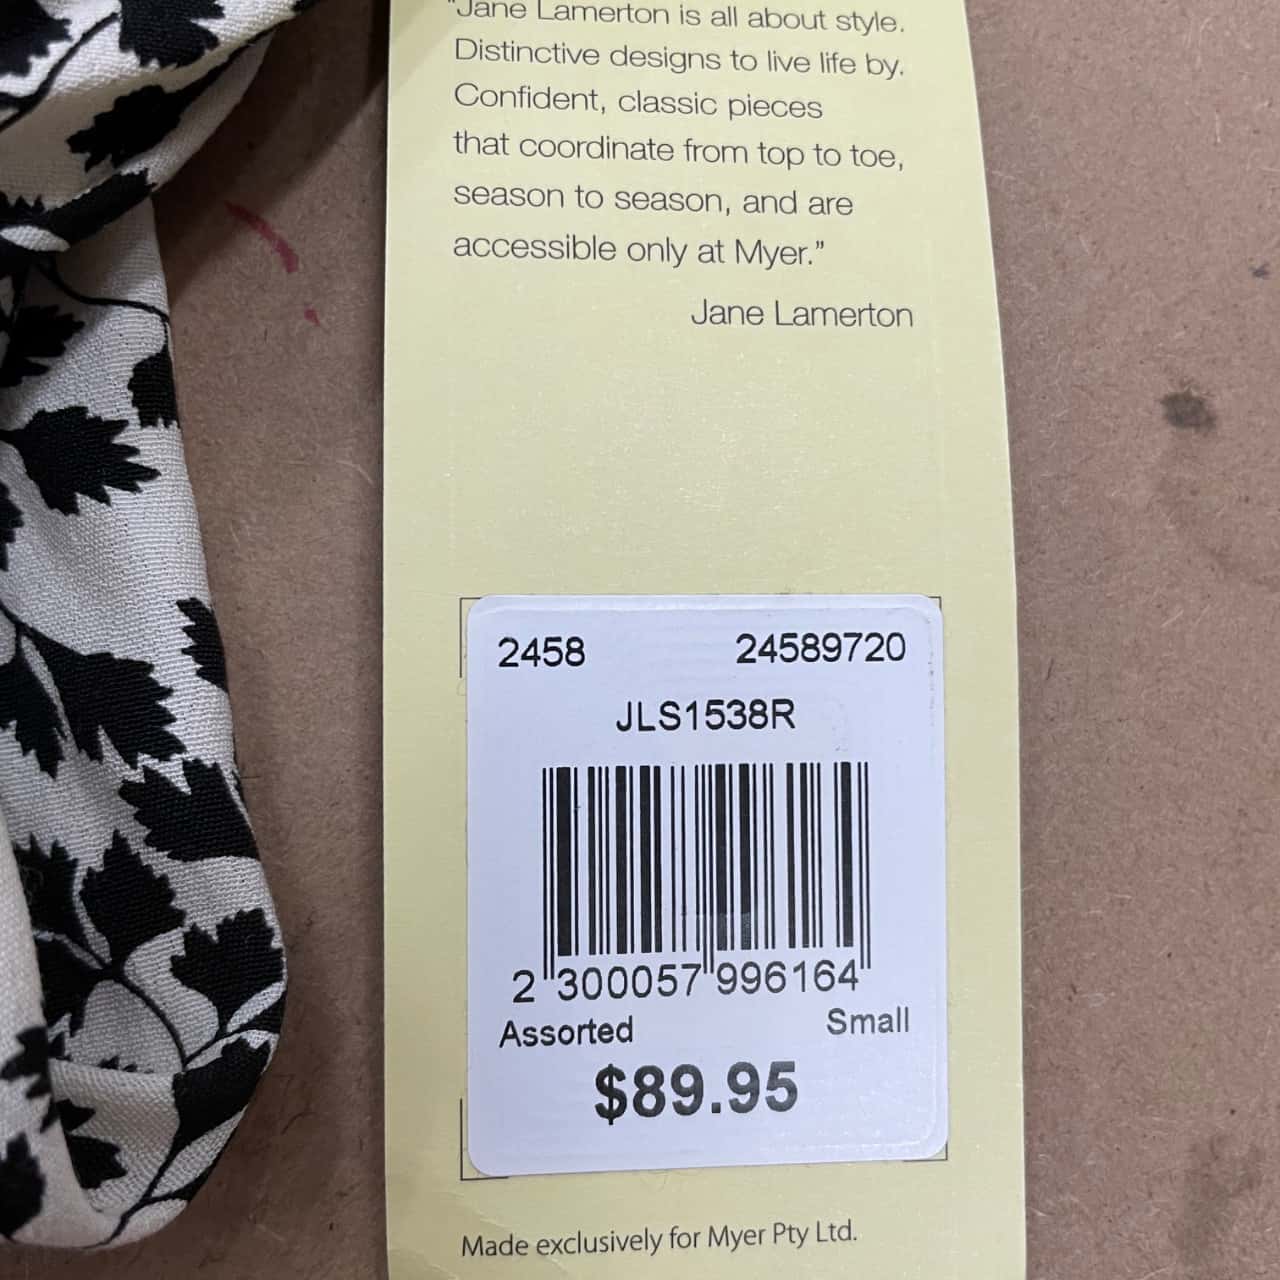 "Jane Lamerton is all about style.
Distinctive designs to live life by.
Confident, classic pieces
that coordinate from top to toe,
season to season, and are
accessible only at Myer."
Jane Lamerton
2458 24589720
JLS1538R
2 300057 996164
Assorted Small
$89.95
Made exclusively for Myer Pty Ltd.